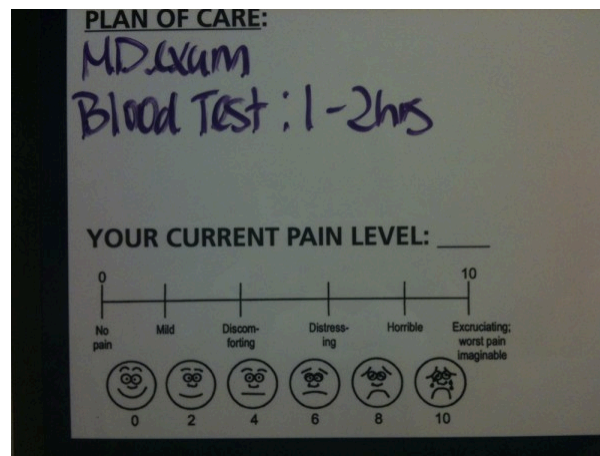 PLAN OF CARE:
MD.exam
Blood Test: 1-2hrs
YOUR CURRENT PAIN LEVEL: ____
0 10
No pain
Mild
Discom-
forting
Distress-
ing
Horrible
Excruciating;
worst pain
imaginable
0 2 4 6 8 10